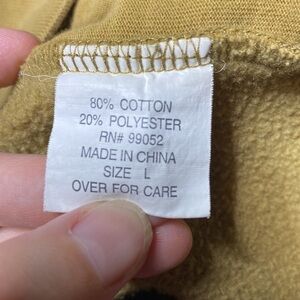 80% COTTON
20% POLYESTER
RN# 99052
MADE IN CHINA
SIZE L
OVER FOR CARE